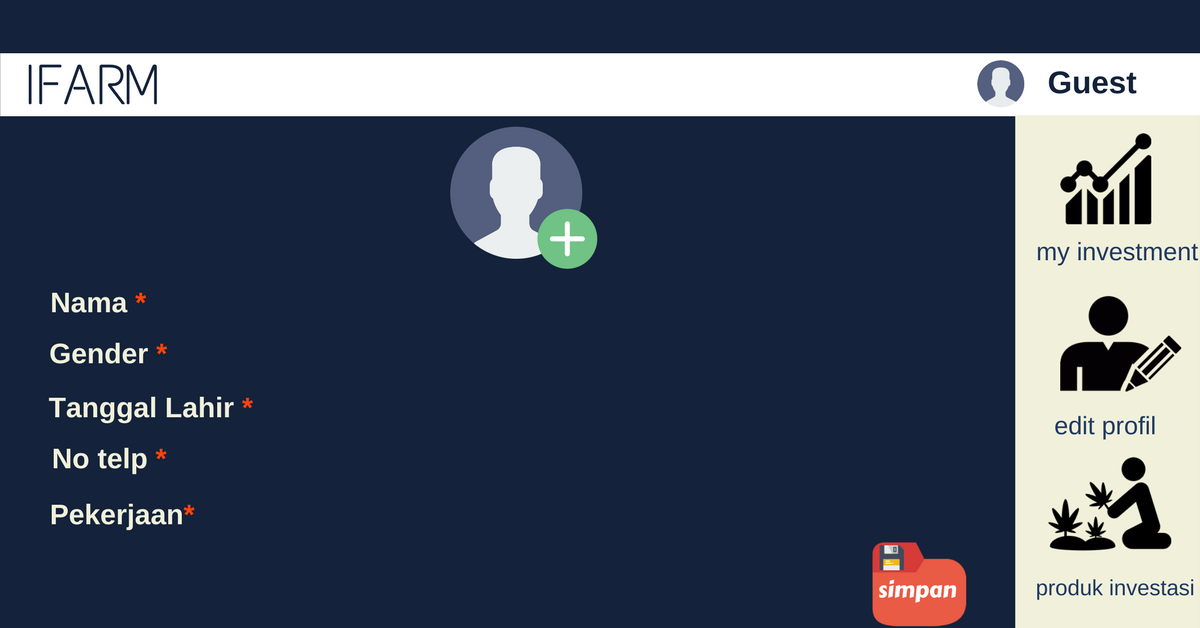 IFARM
Guest
my investment
Nama *
Gender *
edit profil
Tanggal Lahir *
No telp *
Pekerjaan*
simpan
produk investasi